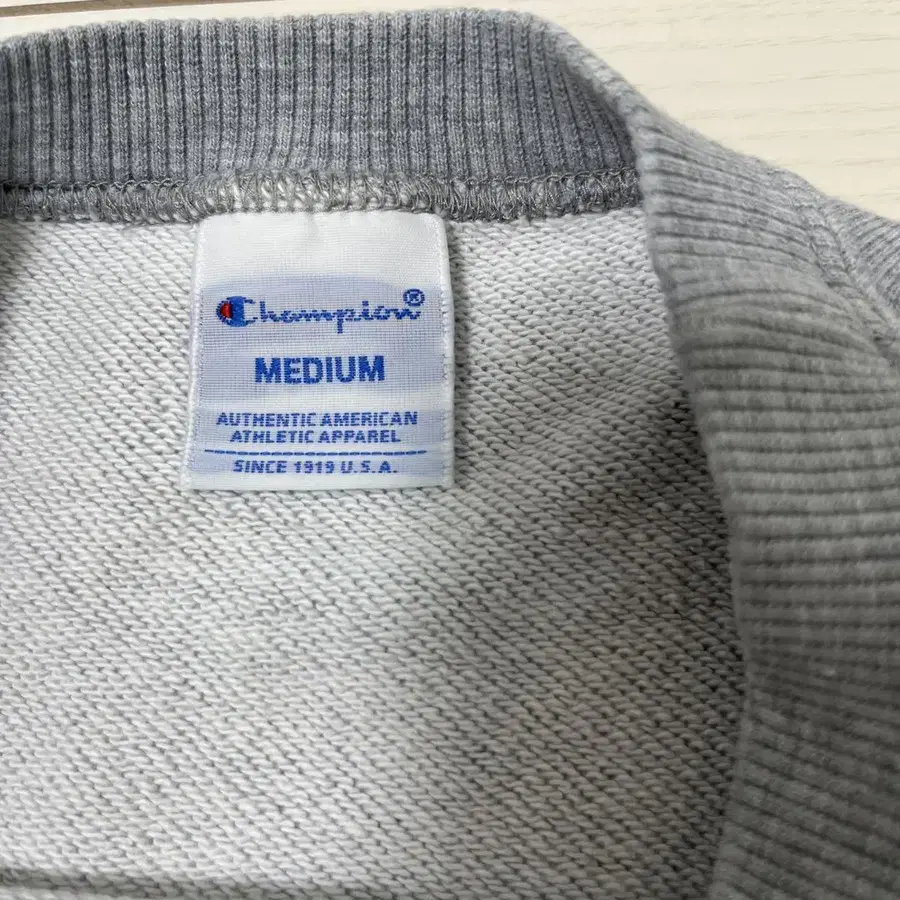 Champion®
MEDIUM
AUTHENTIC AMERICAN
ATHLETIC APPAREL
SINCE 1919 U.S.A.